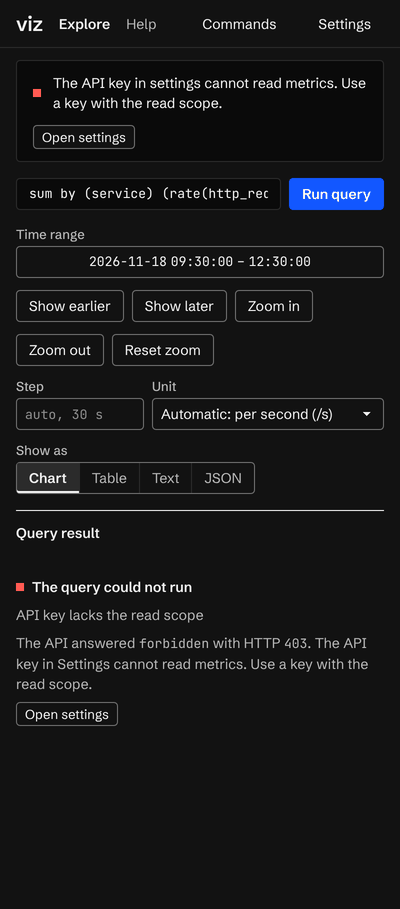 viz Explore Help Commands Settings
The API key in settings cannot read metrics. Use
a key with the read scope.
Open settings
sum by (service) (rate(http_rec
Run query
Time range
2026-11-18 09:30:00 – 12:30:00
Show earlier Show later Zoom in
Zoom out Reset zoom
Step Unit
auto, 30 s Automatic: per second (/s)
Show as
Chart Table Text JSON
Query result
The query could not run
API key lacks the read scope
The API answered forbidden with HTTP 403. The API
key in Settings cannot read metrics. Use a key with the
read scope.
Open settings